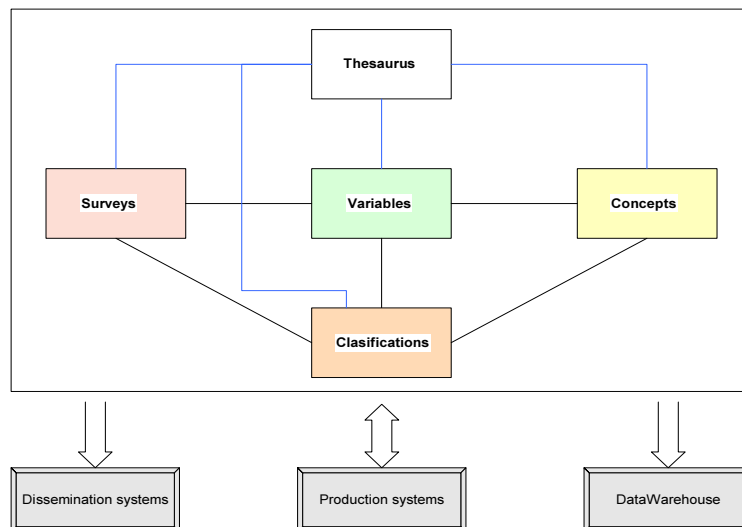 Thesaurus
Surveys
Variables
Concepts
Clasifications
Dissemination systems
Production systems
DataWarehouse